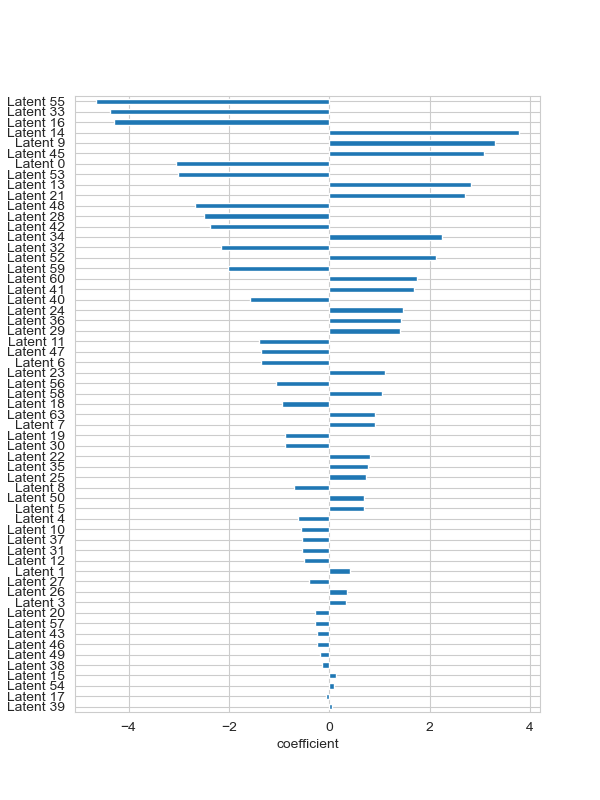 Latent 55
Latent 33
Latent 16
Latent 14
Latent 9
Latent 45
Latent 0
Latent 53
Latent 13
Latent 21
Latent 48
Latent 28
Latent 42
Latent 34
Latent 32
Latent 52
Latent 59
Latent 60
Latent 41
Latent 40
Latent 24
Latent 36
Latent 29
Latent 11
Latent 47
Latent 6
Latent 23
Latent 56
Latent 58
Latent 18
Latent 63
Latent 7
Latent 19
Latent 30
Latent 22
Latent 35
Latent 25
Latent 8
Latent 50
Latent 5
Latent 4
Latent 10
Latent 37
Latent 31
Latent 12
Latent 1
Latent 27
Latent 26
Latent 3
Latent 20
Latent 57
Latent 43
Latent 46
Latent 49
Latent 38
Latent 15
Latent 54
Latent 17
Latent 39
−4 −2 0 2 4
coefficient